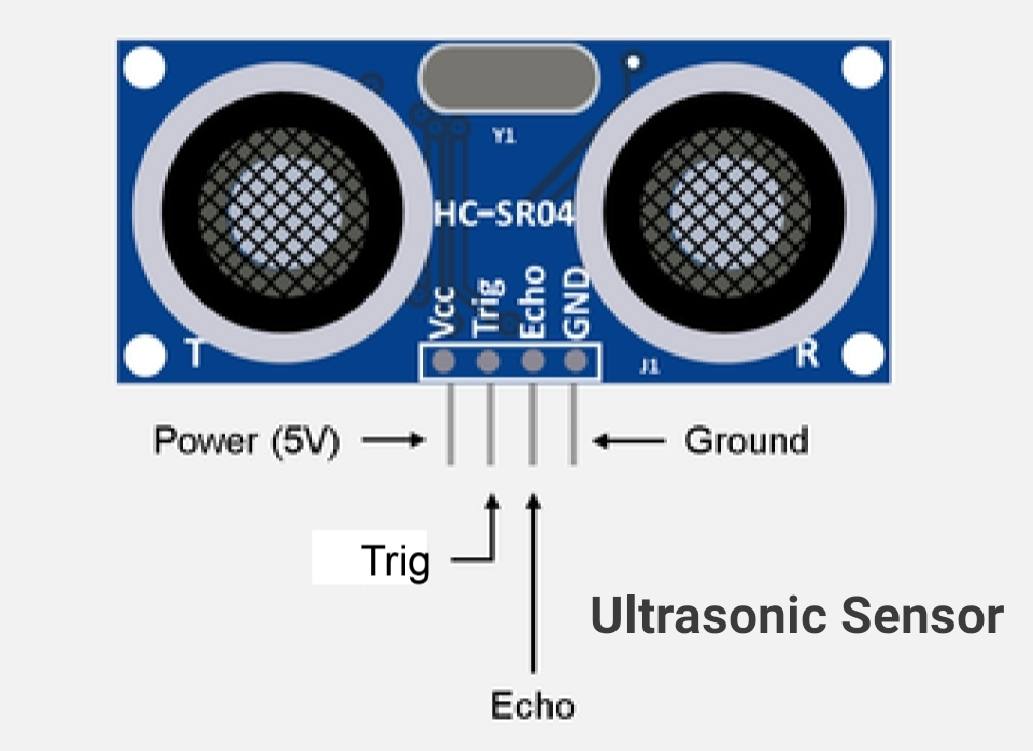 Y1
HC-SR04
Vcc
Trig
Echo
GND
T
J1
R
Power (5V)
Ground
Trig
Ultrasonic Sensor
Echo